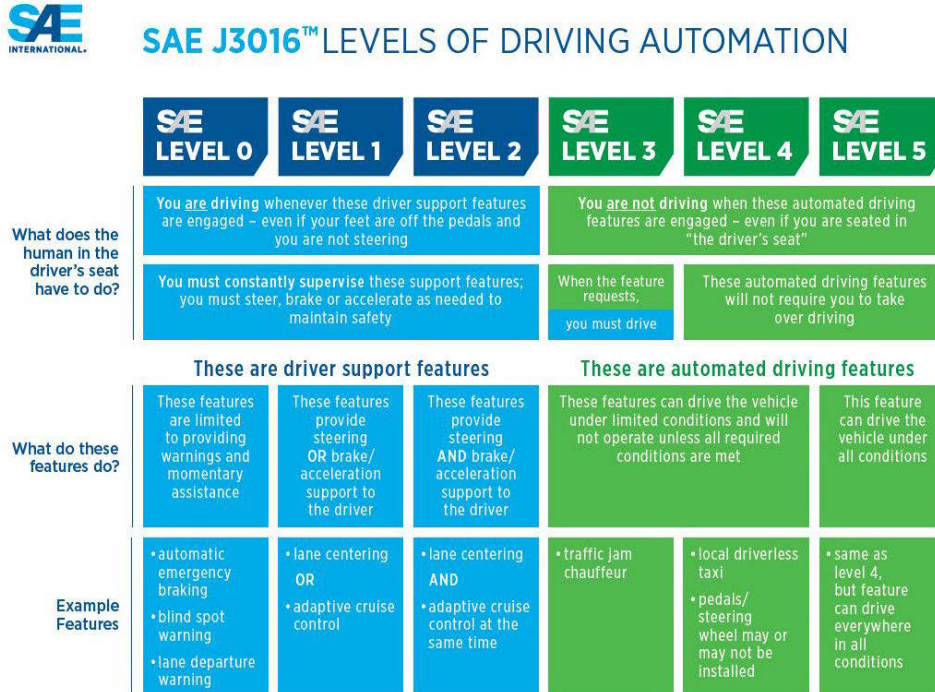 SAE
INTERNATIONAL®
SAE J3016™ LEVELS OF DRIVING AUTOMATION
SAE
LEVEL 0
SAE
LEVEL 1
SAE
LEVEL 2
SAE
LEVEL 3
SAE
LEVEL 4
SAE
LEVEL 5
What does the
human in the
driver's seat
have to do?
You are driving whenever these driver support features
are engaged – even if your feet are off the pedals and
you are not steering
You are not driving when these automated driving
features are engaged – even if you are seated in
“the driver's seat”
You must constantly supervise these support features;
you must steer, brake or accelerate as needed to
maintain safety
When the feature
requests,
you must drive
These automated driving features
will not require you to take
over driving
These are driver support features
These are automated driving features
What do these
features do?
These features
are limited
to providing
warnings and
momentary
assistance
These features
provide
steering
OR brake/
acceleration
support to
the driver
These features
provide
steering
AND brake/
acceleration
support to
the driver
These features can drive the vehicle
under limited conditions and will
not operate unless all required
conditions are met
This feature
can drive the
vehicle under
all conditions
Example
Features
• automatic
emergency
braking
• blind spot
warning
• lane departure
warning
• lane centering
OR
• adaptive cruise
control
• lane centering
AND
• adaptive cruise
control at the
same time
• traffic jam
chauffeur
• local driverless
taxi
• pedals/
steering
wheel may or
may not be
installed
• same as
level 4,
but feature
can drive
everywhere
in all
conditions